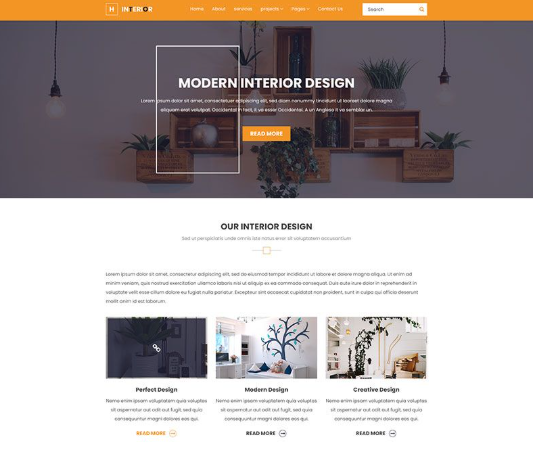 H INTERIOR
Home About services projects Pages Contact Us
Search
MODERN INTERIOR DESIGN
Lorem ipsum dolor sit amet, consectetuer adipiscing elit, sed diam nonummy tincidunt ut laoreet dolore magna
aliquam erat volutpat. Occidental in fact, it ve esser Occidental. A un Angleso it va semblar un.
READ MORE
OUR INTERIOR DESIGN
Sed ut perspiciatis unde omnis iste natus error sit voluptatem accusantium
Lorem ipsum dolor sit amet, consectetur adipiscing elit, sed do eiusmod tempor incididunt ut labore et dolore magna aliqua. Ut enim ad
minim veniam, quis nostrud exercitation ullamco laboris nisi ut aliquip ex ea commodo consequat. Duis aute irure dolor in reprehenderit in
voluptate velit esse cillum dolore eu fugiat nulla pariatur. Excepteur sint occaecat cupidatat non proident, sunt in culpa qui officia deserunt
mollit anim id est laborum.
Perfect Design
Nemo enim ipsam voluptatem quia voluptas
sit aspernatur aut odit aut fugit, sed quia
consequuntur magni dolores eos qui.
READ MORE
Modern Design
Nemo enim ipsam voluptatem quia voluptas
sit aspernatur aut odit aut fugit, sed quia
consequuntur magni dolores eos qui.
READ MORE
Creative Design
Nemo enim ipsam voluptatem quia voluptas
sit aspernatur aut odit aut fugit, sed quia
consequuntur magni dolores eos qui.
READ MORE